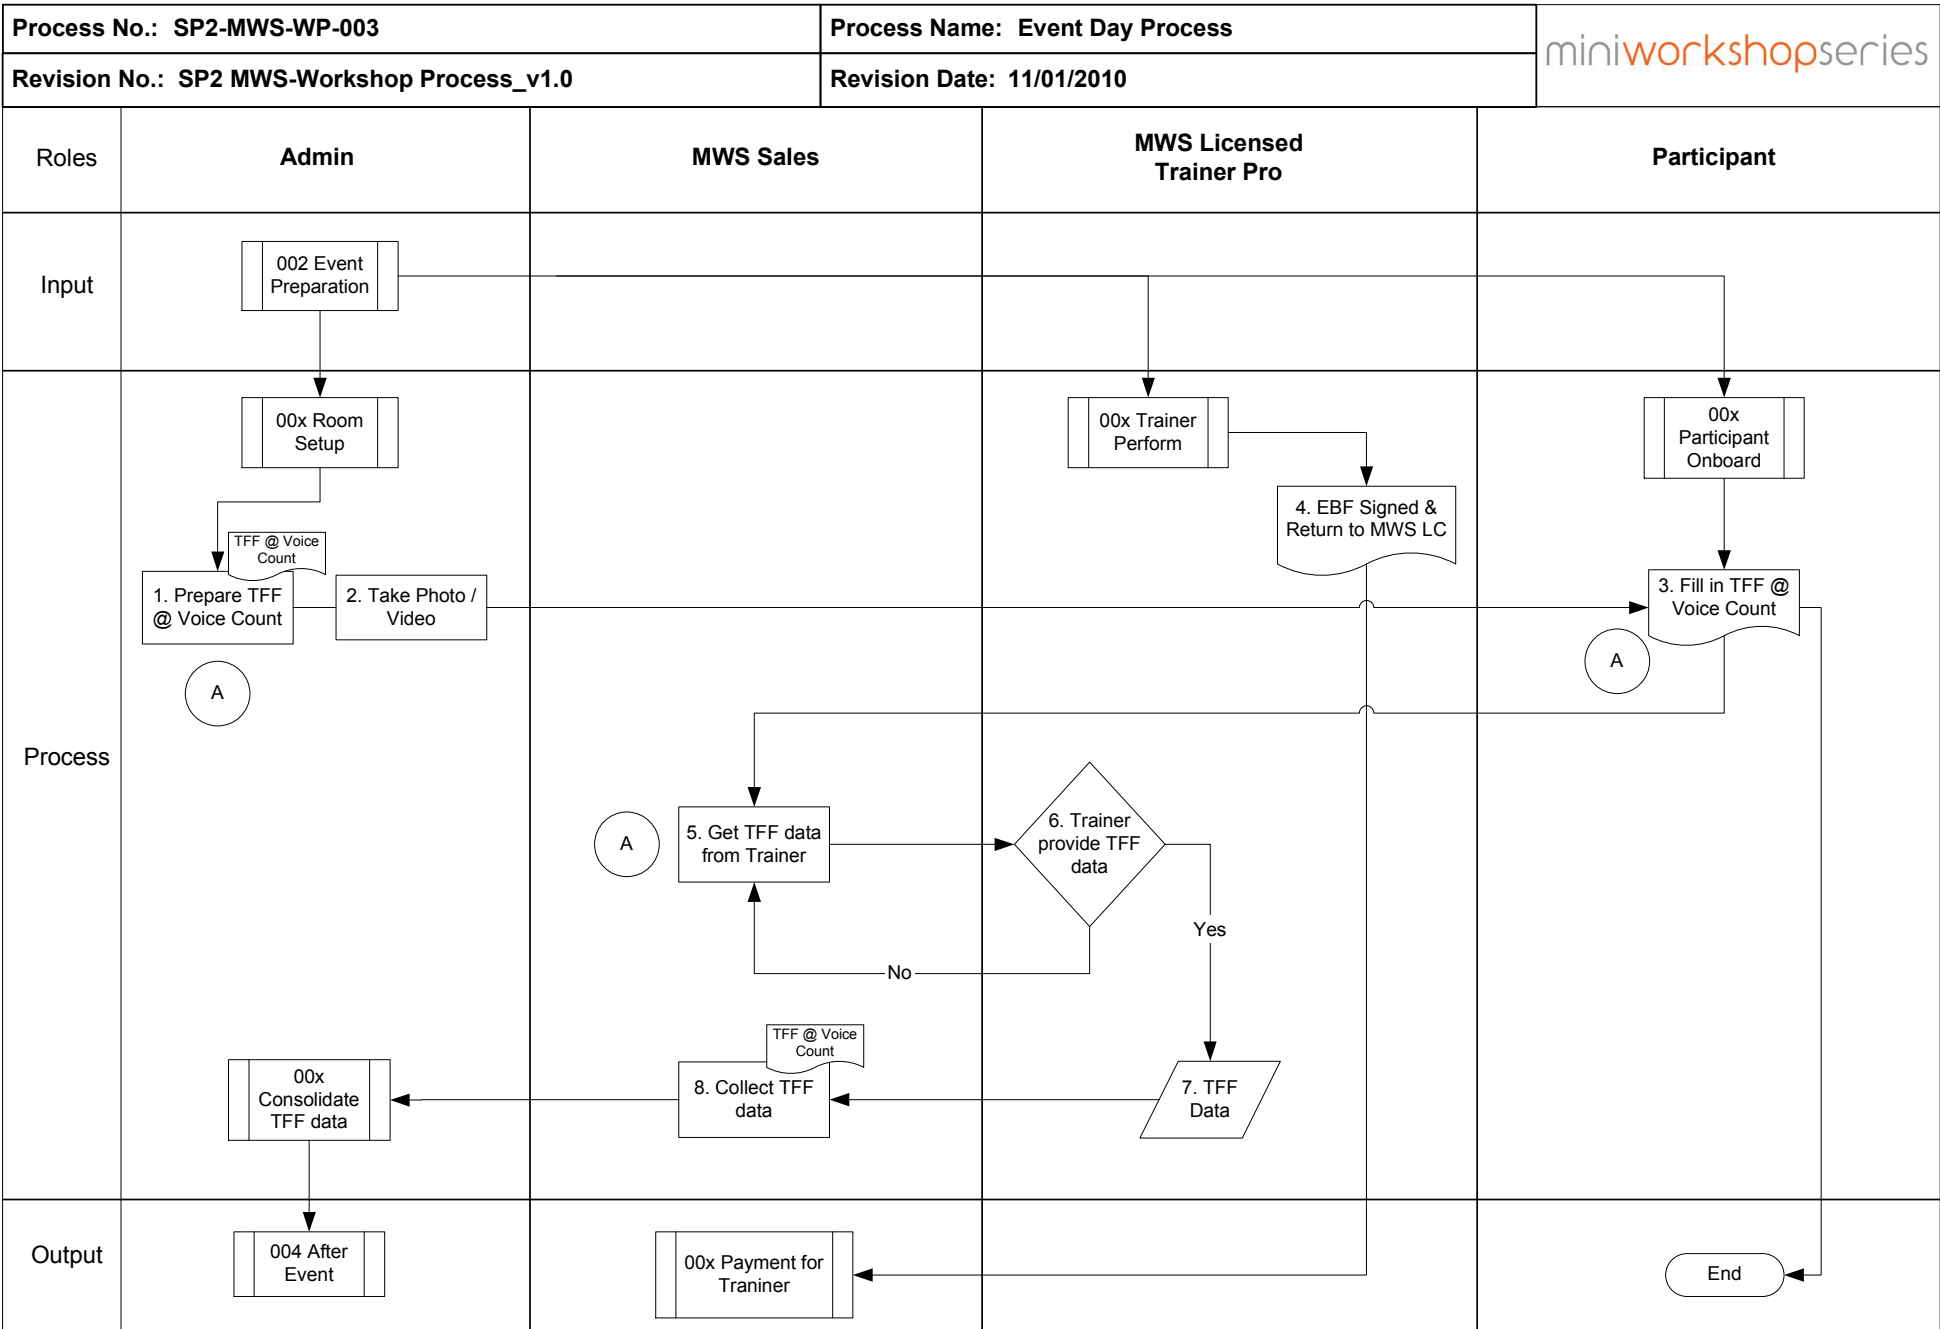 Process No.: SP2-MWS-WP-003
Process Name: Event Day Process
miniworkshopseries
Revision No.: SP2 MWS-Workshop Process_v1.0
Revision Date: 11/01/2010
Roles
Admin
MWS Sales
MWS Licensed
Trainer Pro
Participant
Input
002 Event
Preparation
Process
00x Room
Setup
00x Trainer
Perform
00x
Participant
Onboard
4. EBF Signed &
Return to MWS LC
TFF @ Voice
Count
1. Prepare TFF
@ Voice Count
2. Take Photo /
Video
3. Fill in TFF @
Voice Count
A
A
A
5. Get TFF data
from Trainer
6. Trainer
provide TFF
data
Yes
No
TFF @ Voice
Count
00x
Consolidate
TFF data
8. Collect TFF
data
7. TFF
Data
Output
004 After
Event
00x Payment for
Traniner
End